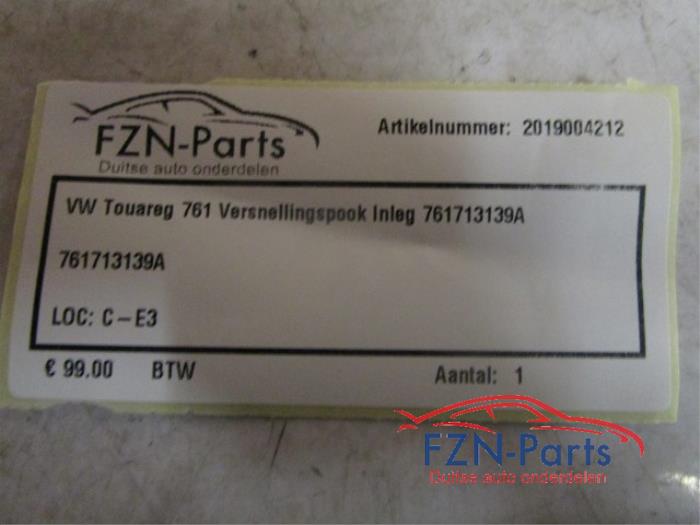 FZN-Parts
Duitse auto onderdelen
Artikelnummer: 2019004212
VW Touareg 761 Versnellingspook Inleg 761713139A
761713139A
LOC: C-E3
€ 99.00 BTW Aantal: 1
FZN-Parts
Duitse auto onderdelen